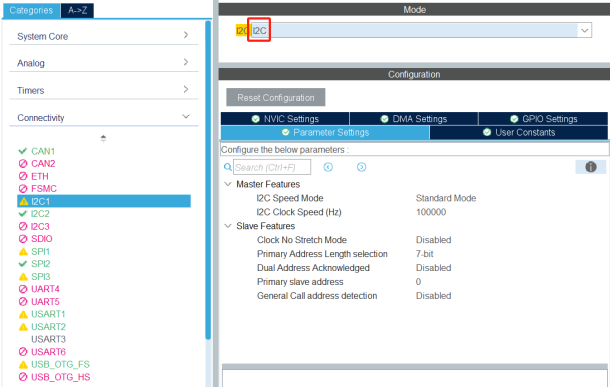 Categories A->Z
System Core
Analog
Timers
Connectivity
CAN1
CAN2
ETH
FSMC
I2C1
I2C2
I2C3
SDIO
SPI1
SPI2
SPI3
UART4
UART5
USART1
USART2
USART3
USART6
USB_OTG_FS
USB_OTG_HS
Mode
I2C I2C
Configuration
Reset Configuration
NVIC Settings DMA Settings GPIO Settings
Parameter Settings User Constants
Configure the below parameters :
Search (Ctrl+F)
Master Features
I2C Speed Mode Standard Mode
I2C Clock Speed (Hz) 100000
Slave Features
Clock No Stretch Mode Disabled
Primary Address Length selection 7-bit
Dual Address Acknowledged Disabled
Primary slave address 0
General Call address detection Disabled